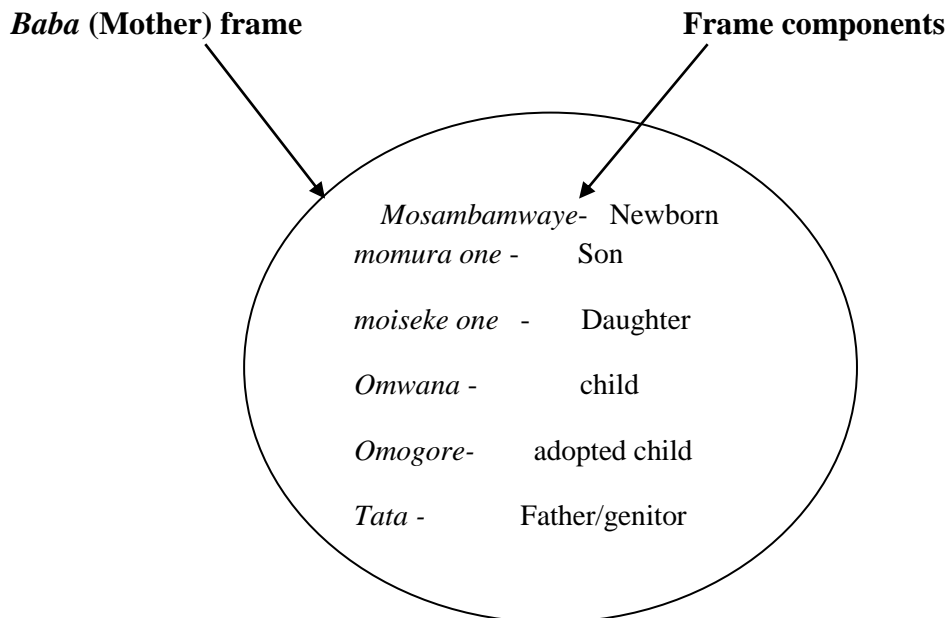 Baba (Mother) frame Frame components
Mosambamwaye- Newborn
momura one - Son
moiseke one - Daughter
Omwana - child
Omogore- adopted child
Tata - Father/genitor